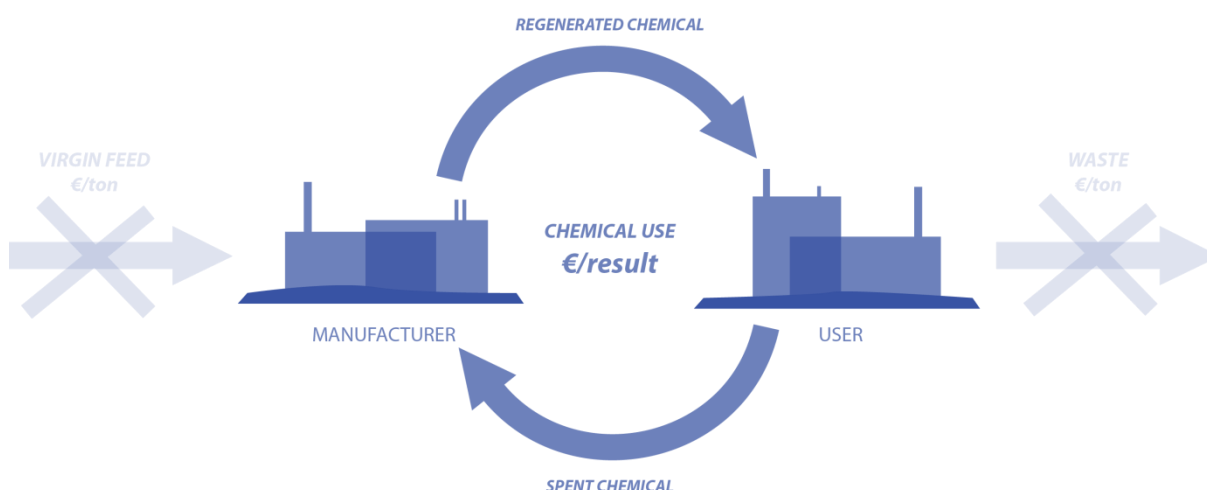 REGENERATED CHEMICAL
VIRGIN FEED
€/ton
WASTE
€/ton
CHEMICAL USE
€/result
MANUFACTURER
USER
SPENT CHEMICAL